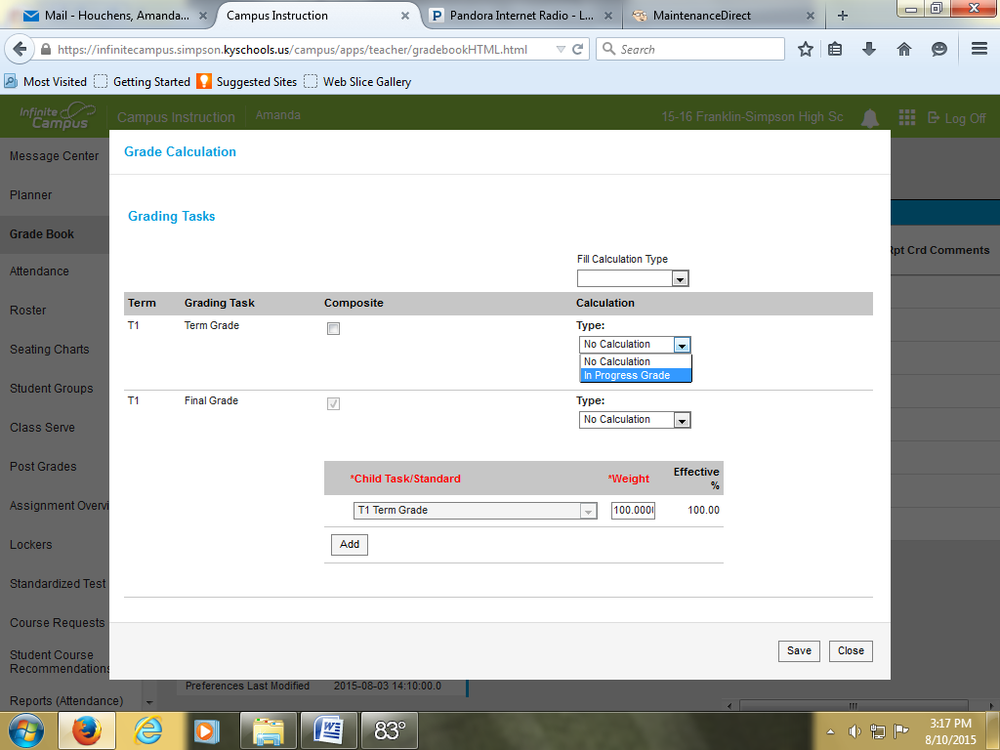 Mail - Houchens, Amanda...
Campus Instruction
Pandora Internet Radio - L...
MaintenanceDirect
https://infinitecampus.simpson.kyschools.us/campus/apps/teacher/gradebookHTML.html
Search
Most Visited
Getting Started
Suggested Sites
Web Slice Gallery
Infinite Campus
Campus Instruction
Amanda
15-16 Franklin-Simpson High Sc
Log Off
Message Center
Planner
Grade Book
Attendance
Roster
Seating Charts
Student Groups
Class Serve
Post Grades
Assignment Overvi
Lockers
Standardized Test
Course Requests
Student Course
Recommendations
Reports (Attendance)
Grade Calculation
Grading Tasks
Fill Calculation Type
Term Grading Task Composite Calculation
T1 Term Grade Type:
No Calculation
No Calculation
In Progress Grade
T1 Final Grade Type:
No Calculation
*Child Task/Standard *Weight Effective %
T1 Term Grade 100.000 100.00
Add
Save Close
Rpt Crd Comments
Preferences Last Modified 2015-08-03 14:10:00.0
83°
3:17 PM
8/10/2015